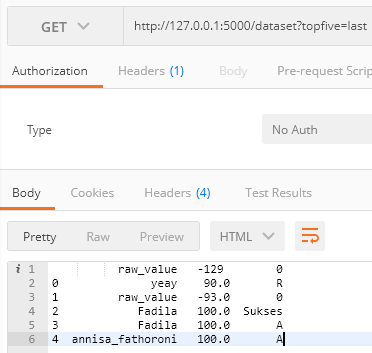 GET http://127.0.0.1:5000/dataset?topfive=last
Authorization Headers (1) Body Pre-request Scrip
Type No Auth
Body Cookies Headers (4) Test Results
Pretty Raw Preview HTML
i 1 raw_value -129 0
2 0 yeay 90.0 R
3 1 raw_value -93.0 0
4 2 Fadila 100.0 Sukses
5 3 Fadila 100.0 A
6 4 annisa_fathoroni 100.0 A